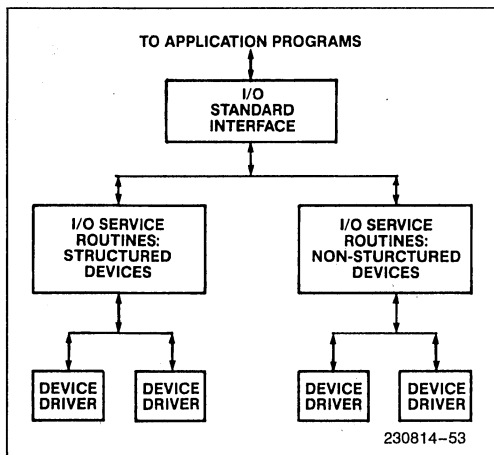 TO APPLICATION PROGRAMS
I/O
STANDARD
INTERFACE
I/O SERVICE
ROUTINES:
STRUCTURED
DEVICES
I/O SERVICE
ROUTINES:
NON-STURCTURED
DEVICES
DEVICE
DRIVER
DEVICE
DRIVER
DEVICE
DRIVER
DEVICE
DRIVER
230814–53